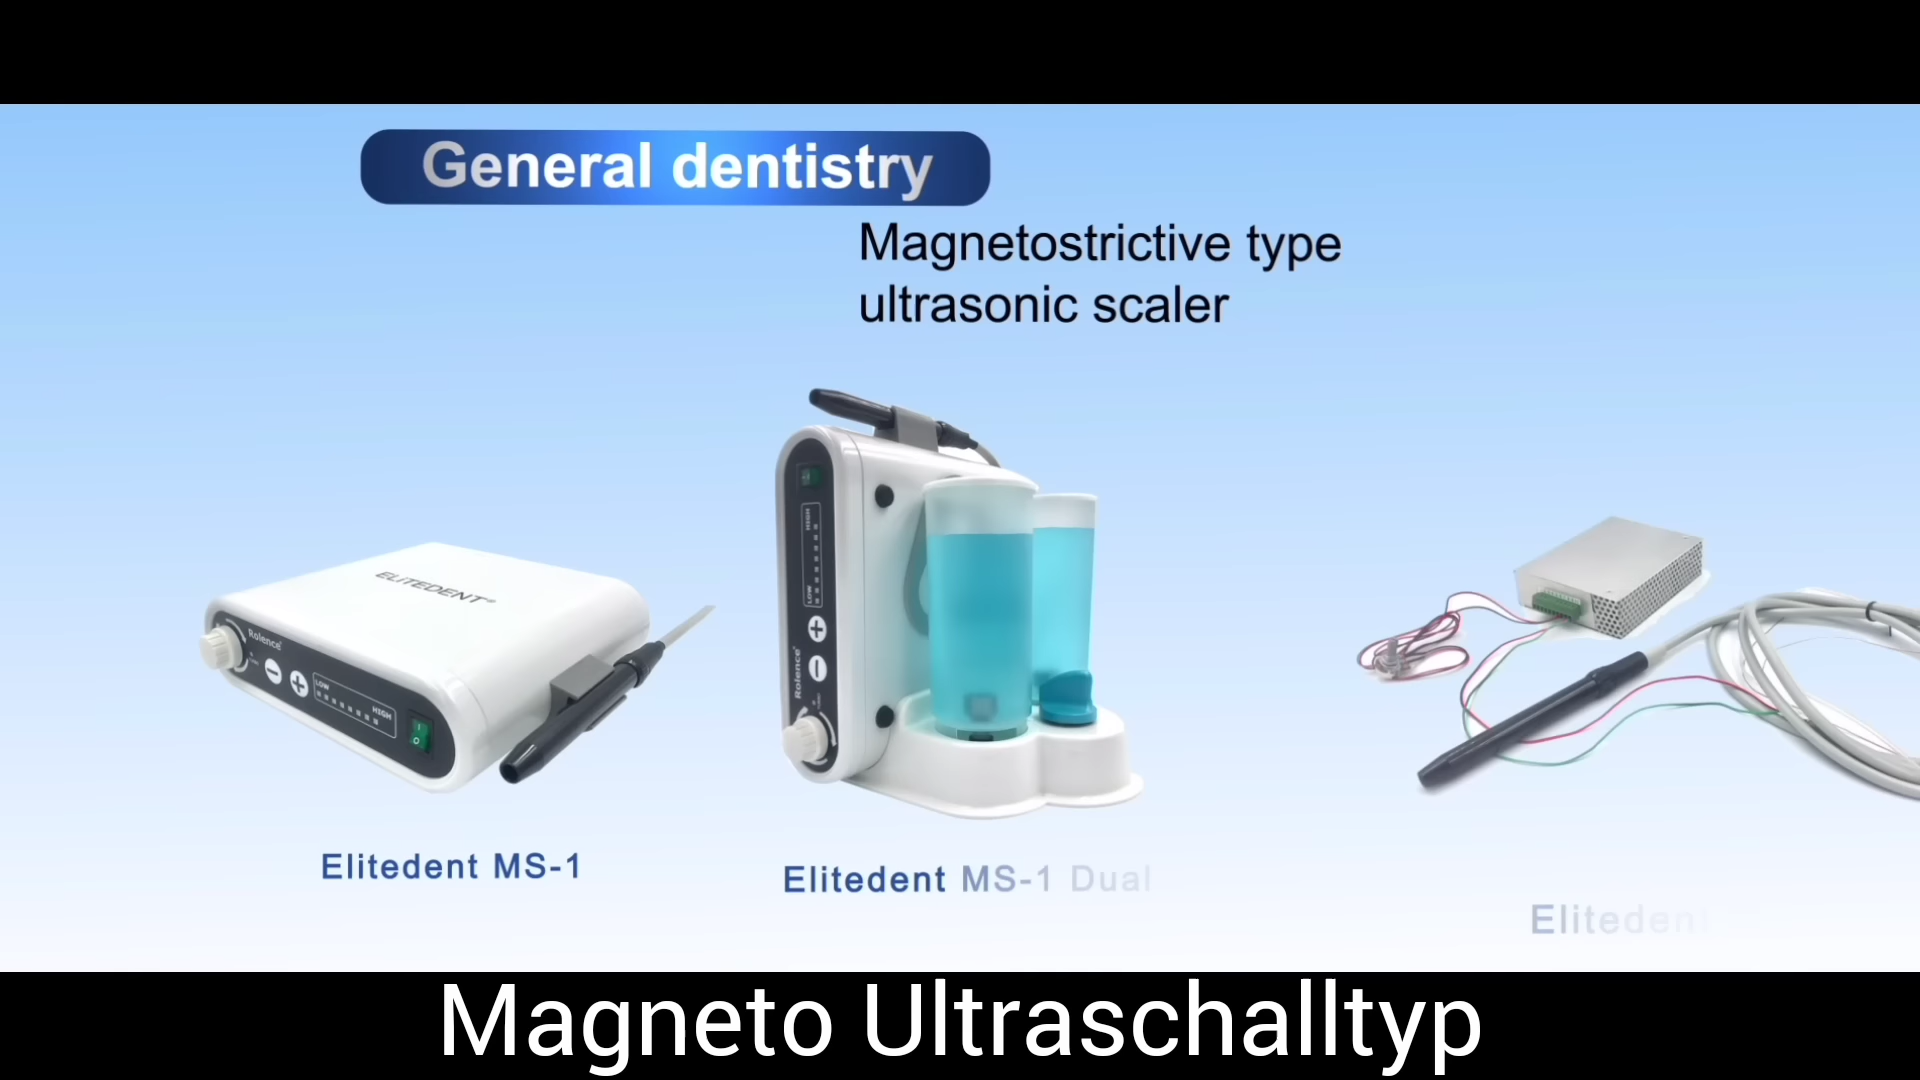 General dentistry
Magnetostrictive type
ultrasonic scaler
ELITEDENT®
Rolence®
LOW
HIGH
HIGH
LOW
Rolence®
Elitedent MS-1
Elitedent MS-1 Dual
Elitedent
Magneto Ultraschalltyp